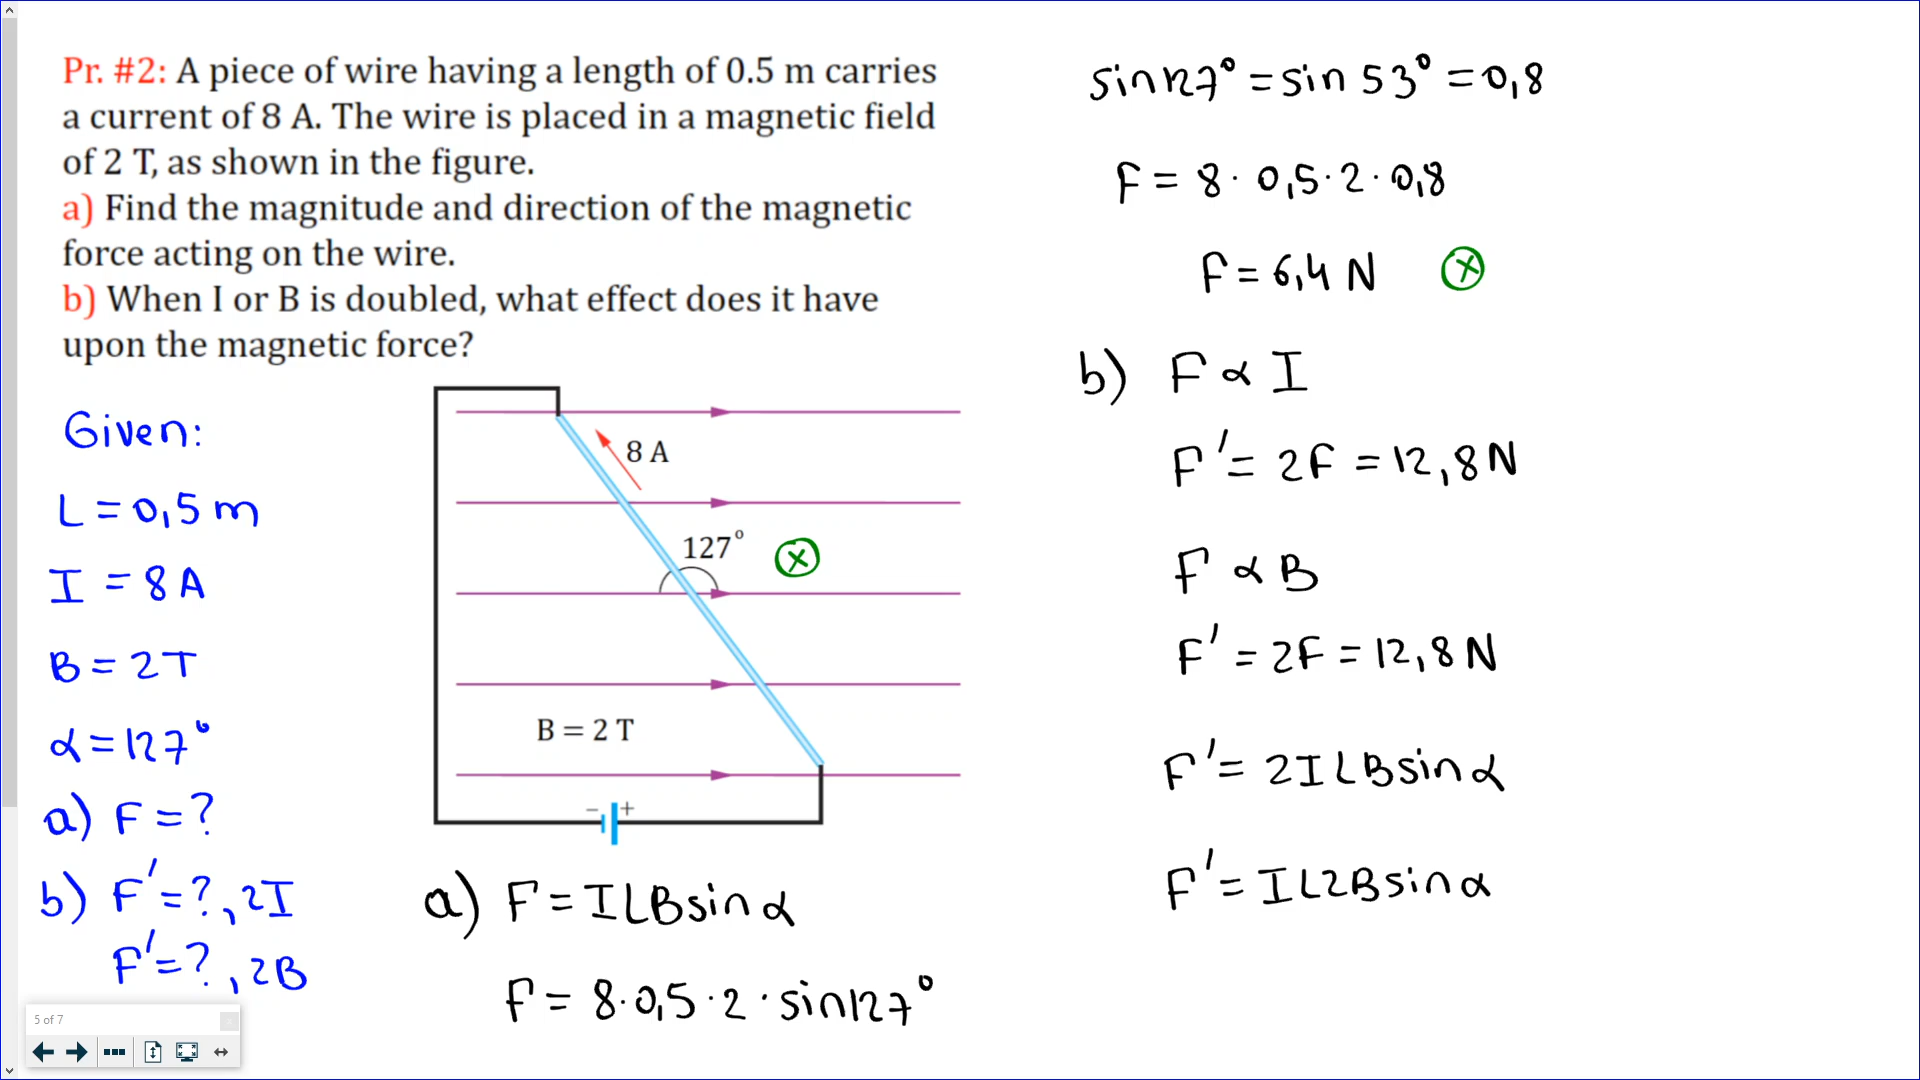 Pr. #2: A piece of wire having a length of 0.5 m carries
a current of 8 A. The wire is placed in a magnetic field
of 2 T, as shown in the figure.
a) Find the magnitude and direction of the magnetic
force acting on the wire.
b) When I or B is doubled, what effect does it have
upon the magnetic force?
Given:
L = 0,5 m
I = 8 A
B = 2 T
α = 127°
a) F = ?
b) F' = ?, 2I
F' = ?, 2B
8 A
127°
B = 2 T
− +
a) F = ILBsin α
F = 8·0,5·2·sin127°
sin127° = sin 53° = 0,8
F = 8·0,5·2·0,8
F = 6,4 N ⊗
b) F α I
F' = 2F = 12,8 N
F α B
F' = 2F = 12,8 N
F' = 2ILBsin α
F' = IL2Bsin α
5 of 7